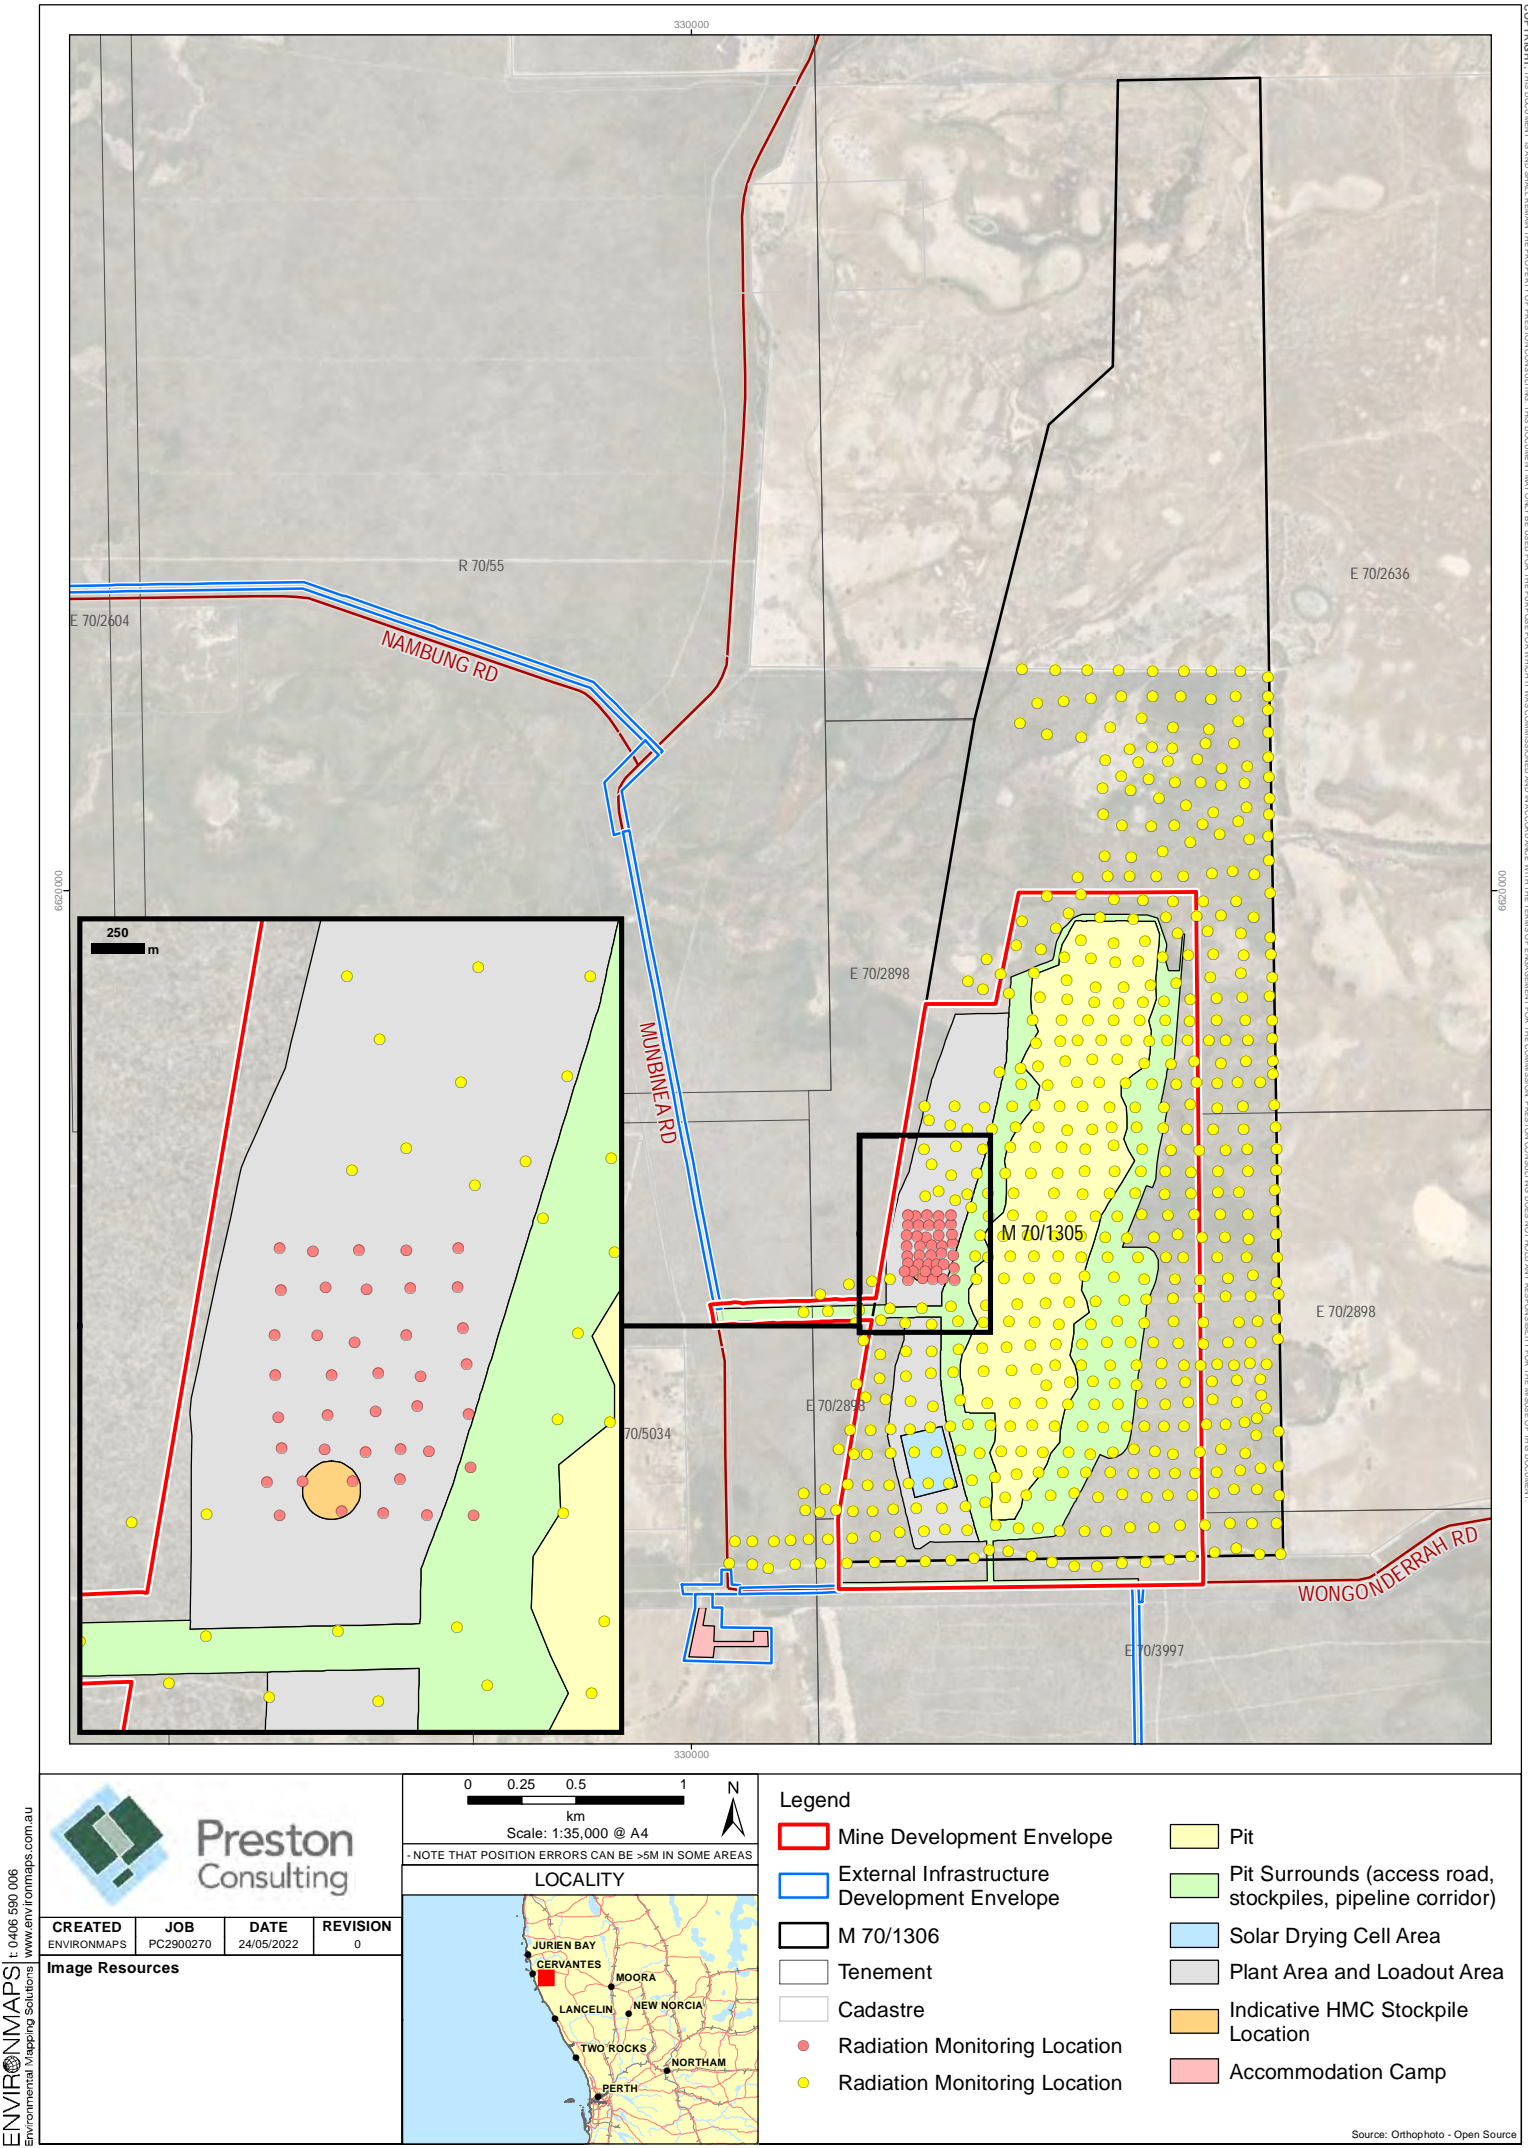 330000
R 70/55
E 70/2636
E 70/2604
NAMBUNG RD
6620000
6620000
E 70/2898
250
m
MUNBINEA RD
M 70/1305
E 70/2898
E 70/2898
70/5034
WONGONDERRAH RD
E 70/3997
330000
Preston
Consulting
CREATED
ENVIRONMAPS
JOB
PC2900270
DATE
24/05/2022
REVISION
0
Image Resources
0 0.25 0.5 1
km
Scale: 1:35,000 @ A4
N
- NOTE THAT POSITION ERRORS CAN BE >5M IN SOME AREAS
LOCALITY
JURIEN BAY
CERVANTES
MOORA
LANCELIN
NEW NORCIA
TWO ROCKS
NORTHAM
PERTH
Legend
Mine Development Envelope
External Infrastructure
Development Envelope
M 70/1306
Tenement
Cadastre
Radiation Monitoring Location
Radiation Monitoring Location
Pit
Pit Surrounds (access road,
stockpiles, pipeline corridor)
Solar Drying Cell Area
Plant Area and Loadout Area
Indicative HMC Stockpile
Location
Accommodation Camp
Source: Orthophoto - Open Source
ENVIRONMAPS
Environmental Mapping Solutions
t: 0406 590 006
www.environmaps.com.au